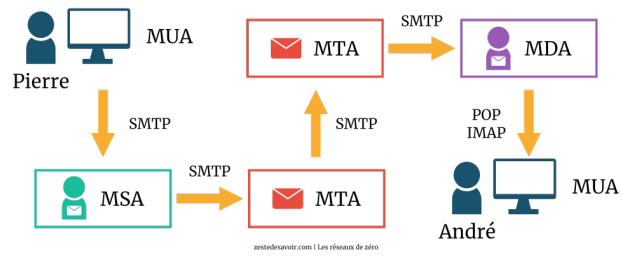 MUA
Pierre
SMTP
MSA
SMTP
MTA
SMTP
MTA
SMTP
MDA
POP
IMAP
MUA
André
zestedesavoir.com | Les réseaux de zéro